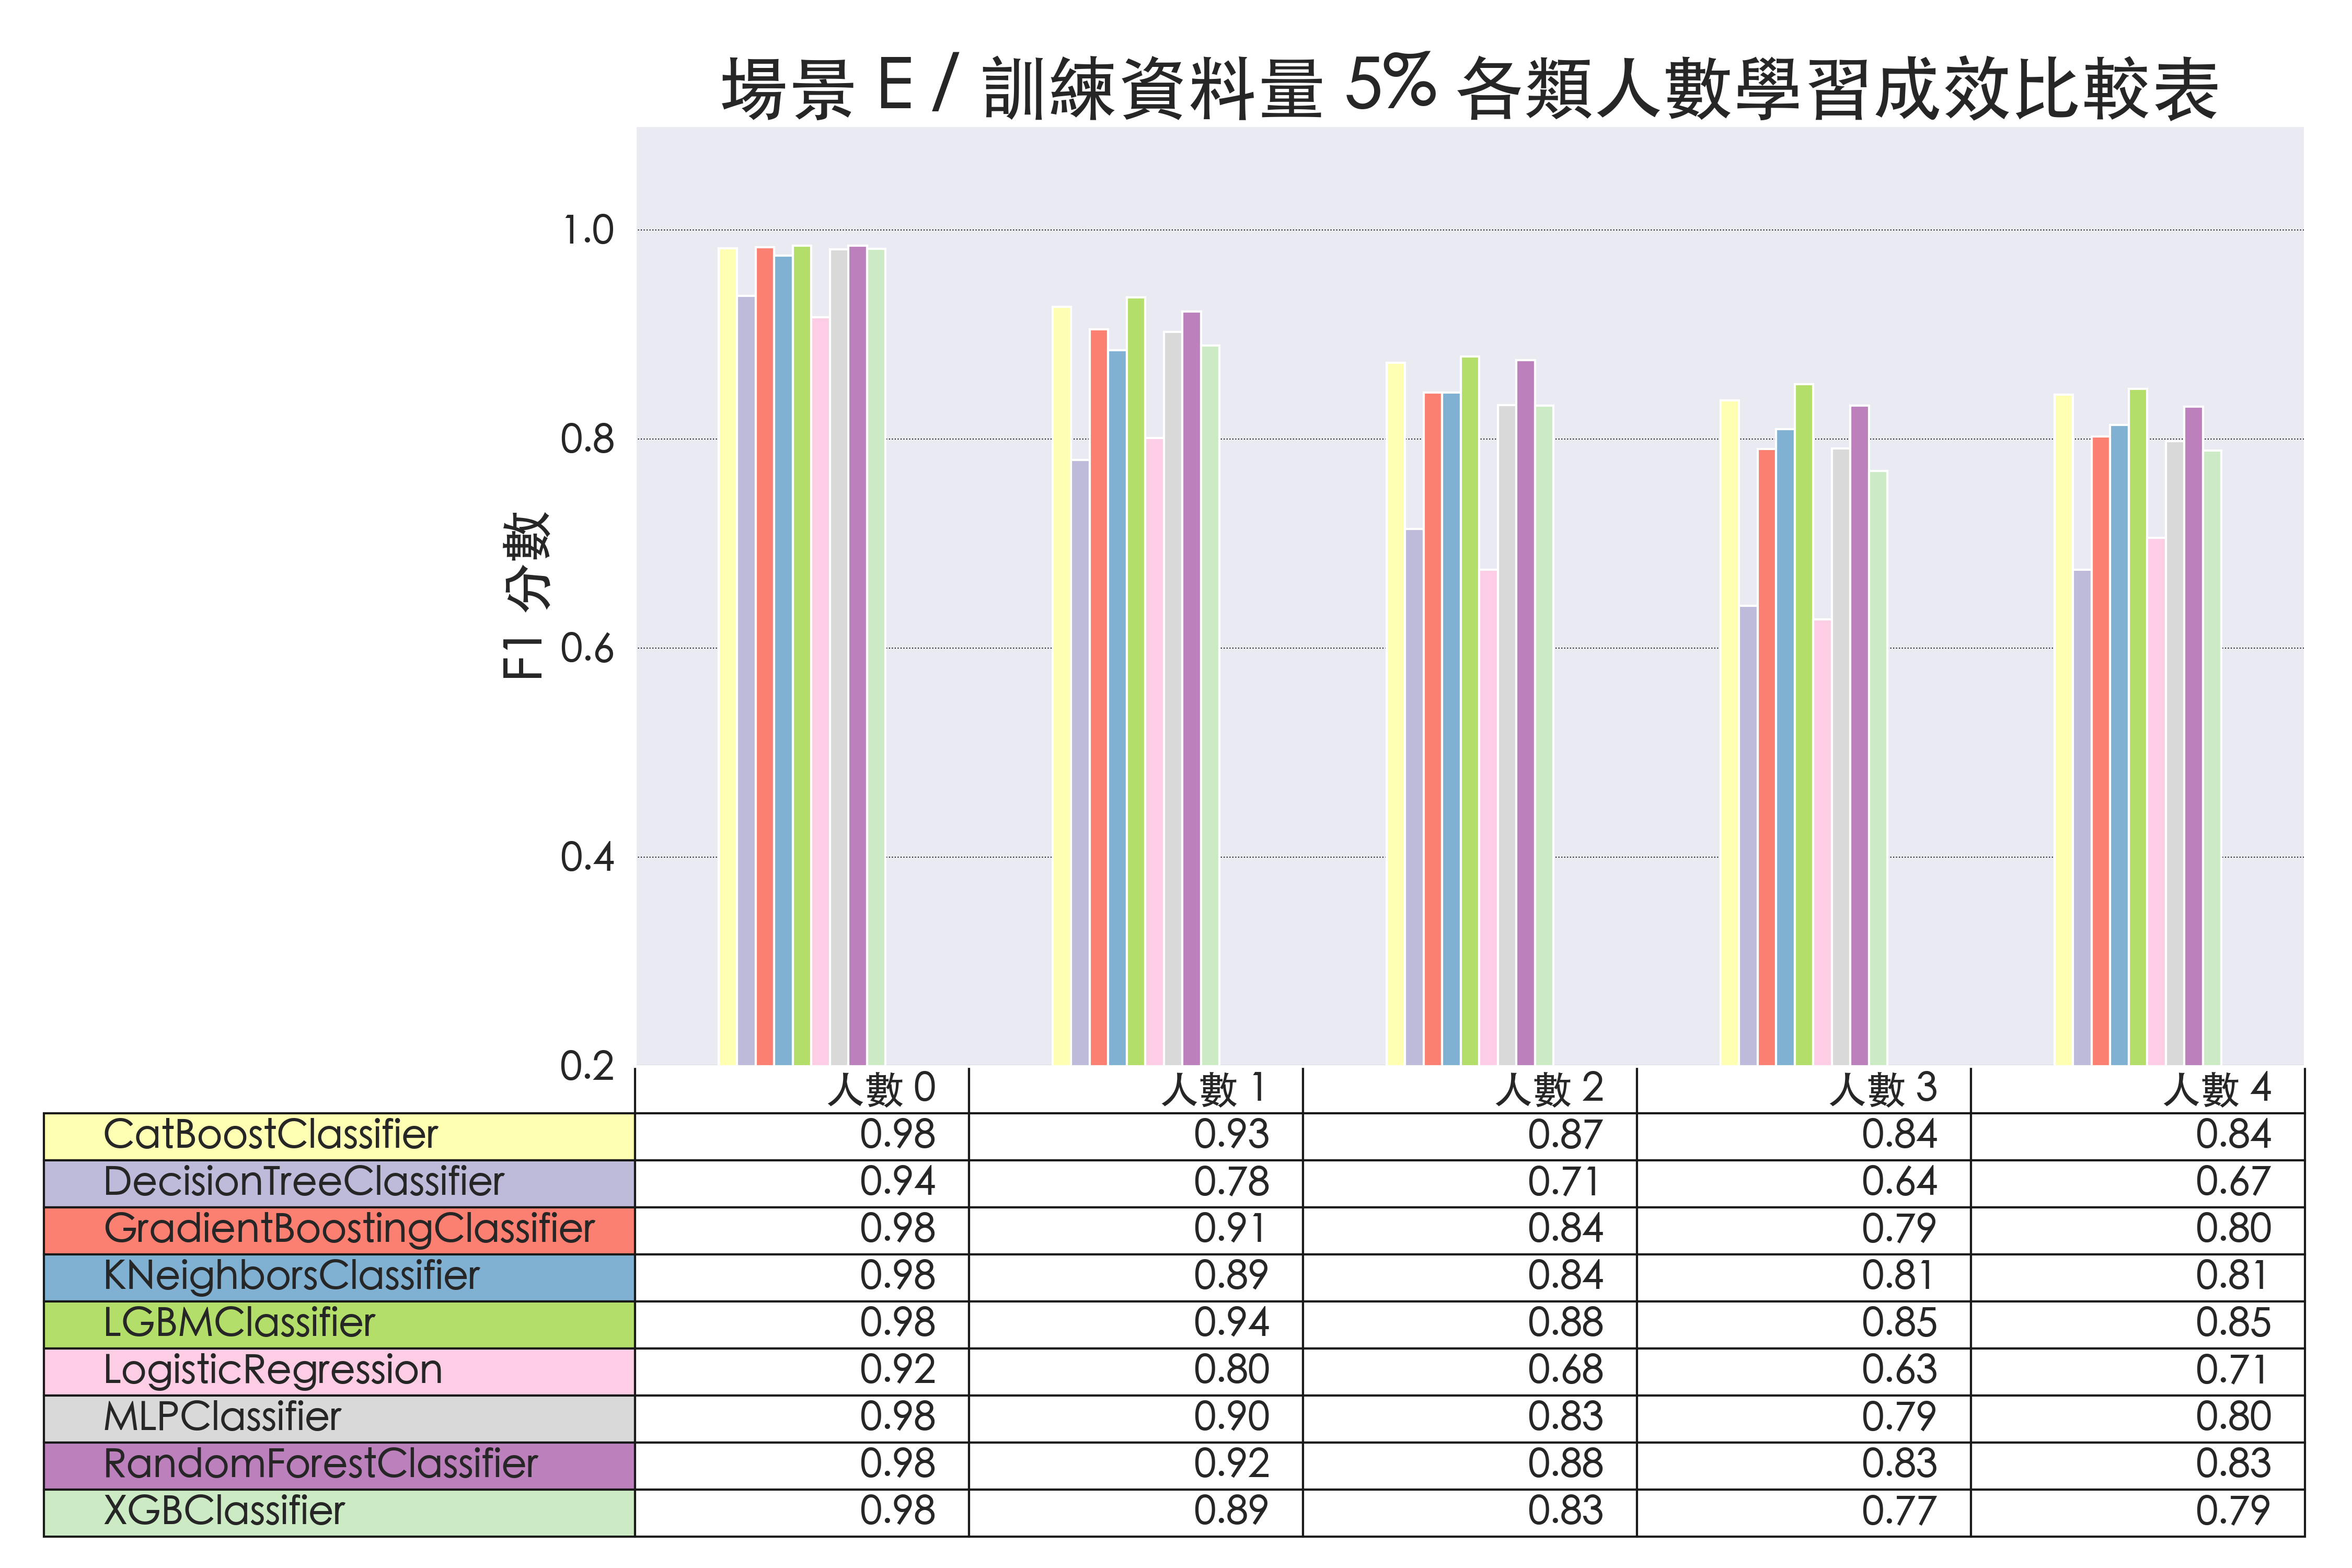 場景 E / 訓練資料量 5% 各類人數學習成效比較表
F1 分數
1.0
0.8
0.6
0.4
0.2
人數 0 人數 1 人數 2 人數 3 人數 4
CatBoostClassifier 0.98 0.93 0.87 0.84 0.84
DecisionTreeClassifier 0.94 0.78 0.71 0.64 0.67
GradientBoostingClassifier 0.98 0.91 0.84 0.79 0.80
KNeighborsClassifier 0.98 0.89 0.84 0.81 0.81
LGBMClassifier 0.98 0.94 0.88 0.85 0.85
LogisticRegression 0.92 0.80 0.68 0.63 0.71
MLPClassifier 0.98 0.90 0.83 0.79 0.80
RandomForestClassifier 0.98 0.92 0.88 0.83 0.83
XGBClassifier 0.98 0.89 0.83 0.77 0.79